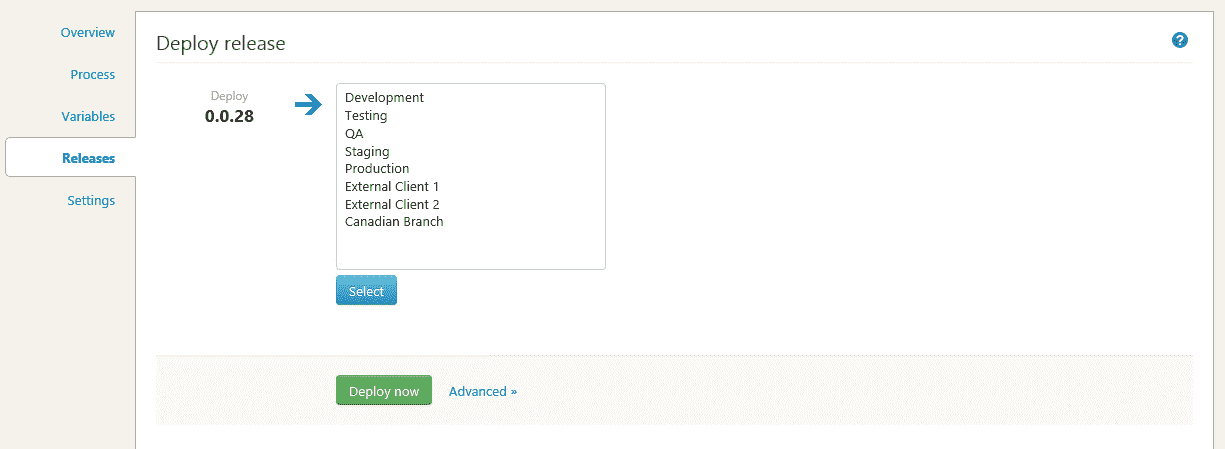 Overview
Process
Variables
Releases
Settings
Deploy release
?
Deploy
0.0.28
Development
Testing
QA
Staging
Production
External Client 1
External Client 2
Canadian Branch
Select
Deploy now
Advanced »